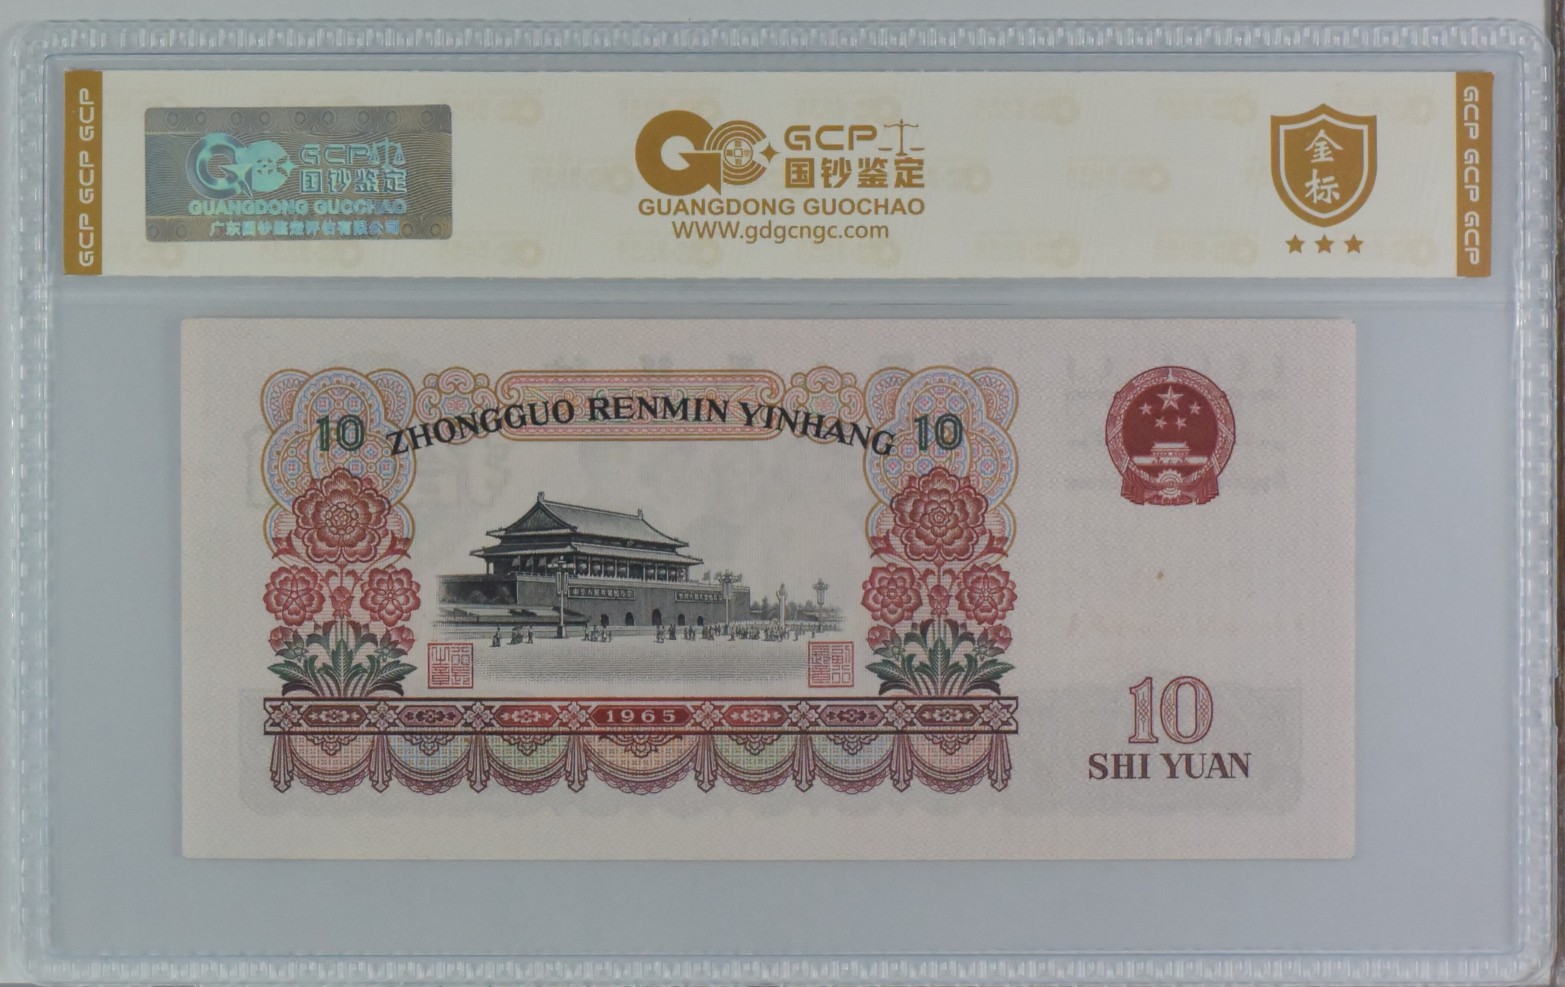 GCP GCP GCP
GCP 国钞鉴定
GUANGDONG GUOCHAO
广东国钞鉴定评估有限公司
GCP
国钞鉴定
GUANGDONG GUOCHAO
WWW.gdgcngc.com
金标
GCP GCP GCP
10 ZHONGGUO RENMIN YINHANG 10
1965
10
SHI YUAN